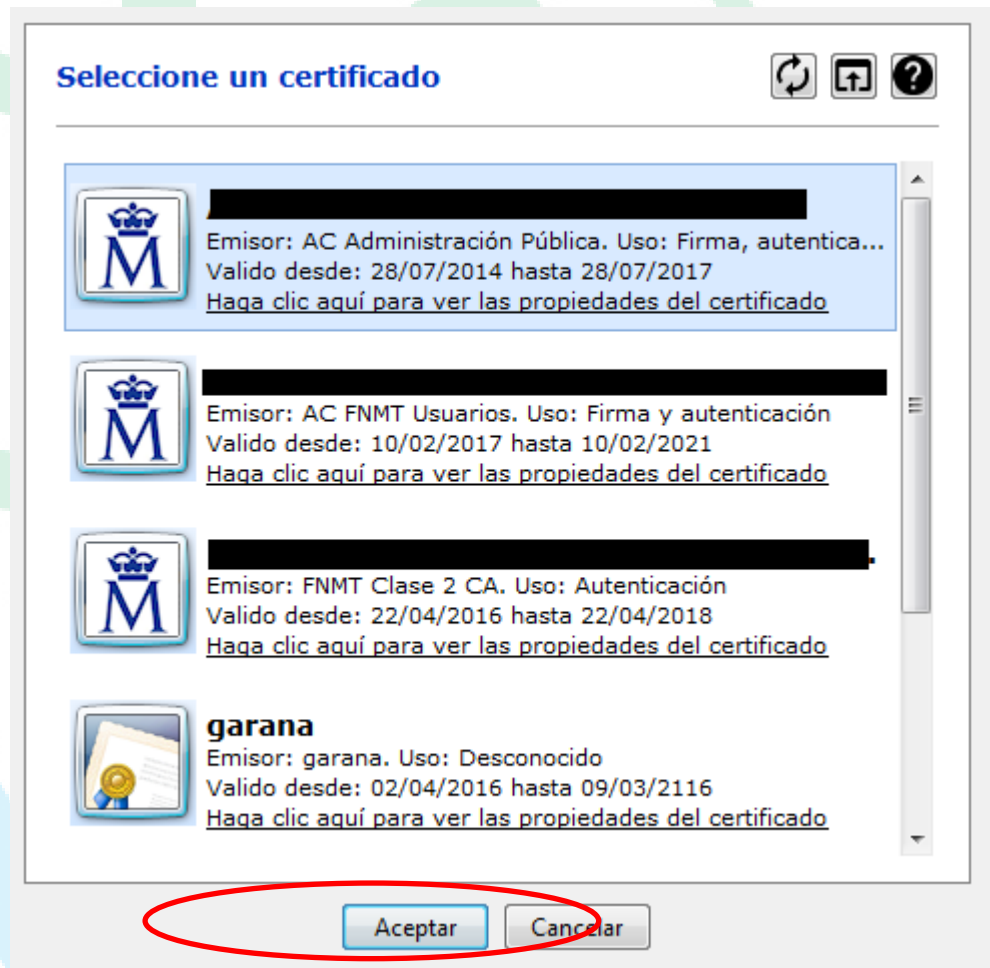 Seleccione un certificado
Emisor: AC Administración Pública. Uso: Firma, autentica...
Valido desde: 28/07/2014 hasta 28/07/2017
Haga clic aquí para ver las propiedades del certificado
Emisor: AC FNMT Usuarios. Uso: Firma y autenticación
Valido desde: 10/02/2017 hasta 10/02/2021
Haga clic aquí para ver las propiedades del certificado
Emisor: FNMT Clase 2 CA. Uso: Autenticación
Valido desde: 22/04/2016 hasta 22/04/2018
Haga clic aquí para ver las propiedades del certificado
garana
Emisor: garana. Uso: Desconocido
Valido desde: 02/04/2016 hasta 09/03/2116
Haga clic aquí para ver las propiedades del certificado
Aceptar Cancelar